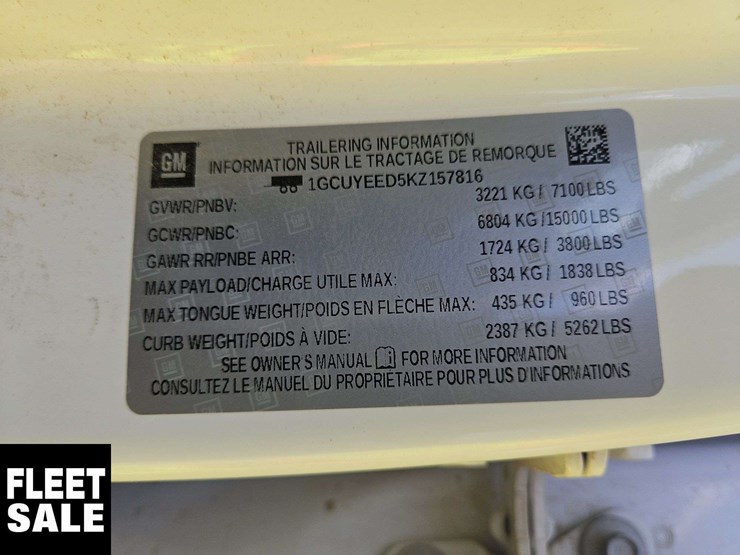 GM
TRAILERING INFORMATION
INFORMATION SUR LE TRACTAGE DE REMORQUE
1GCUYEED5KZ157816
GVWR/PNBV: 3221 KG / 7100 LBS
GCWR/PNBC: 6804 KG /15000 LBS
GAWR RR/PNBE ARR: 1724 KG / 3800 LBS
MAX PAYLOAD/CHARGE UTILE MAX: 834 KG / 1838 LBS
MAX TONGUE WEIGHT/POIDS EN FLÈCHE MAX: 435 KG / 960 LBS
CURB WEIGHT/POIDS À VIDE: 2387 KG / 5262 LBS
SEE OWNER'S MANUAL FOR MORE INFORMATION
CONSULTEZ LE MANUEL DU PROPRIÉTAIRE POUR PLUS D'INFORMATIONS
FLEET
SALE